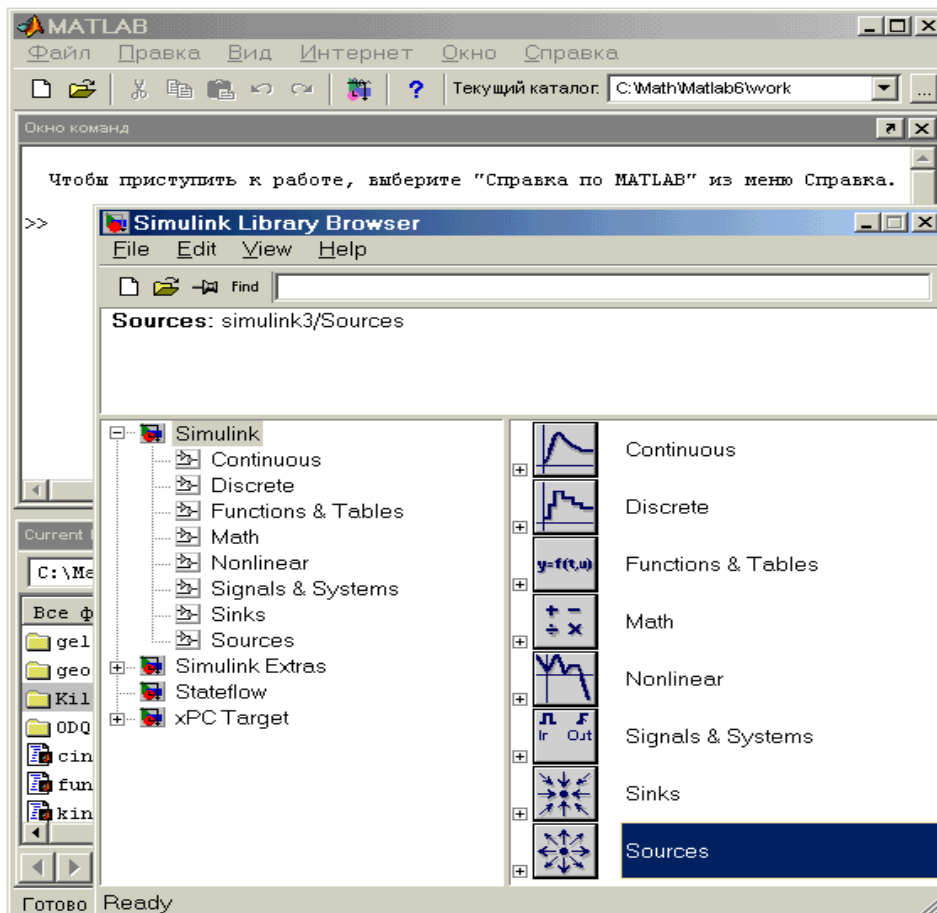 MATLAB
Файл Правка Вид Интернет Окно Справка
Текущий каталог: C:\Math\Matlab6\work
...
Окно команд
Чтобы приступить к работе, выберите "Справка по MATLAB" из меню Справка.
>>
Simulink Library Browser
File Edit View Help
Find
Sources: simulink3/Sources
Simulink
Continuous
Discrete
Functions & Tables
Math
Nonlinear
Signals & Systems
Sinks
Sources
Simulink Extras
Stateflow
xPC Target
Continuous
Discrete
y=f(t,u)
Functions & Tables
Math
Nonlinear
In Out
Signals & Systems
Sinks
Sources
Current
C:\Ma
Все ф
gel
geo
Kil
ODQ
cin
fun
kin
Готово
Ready